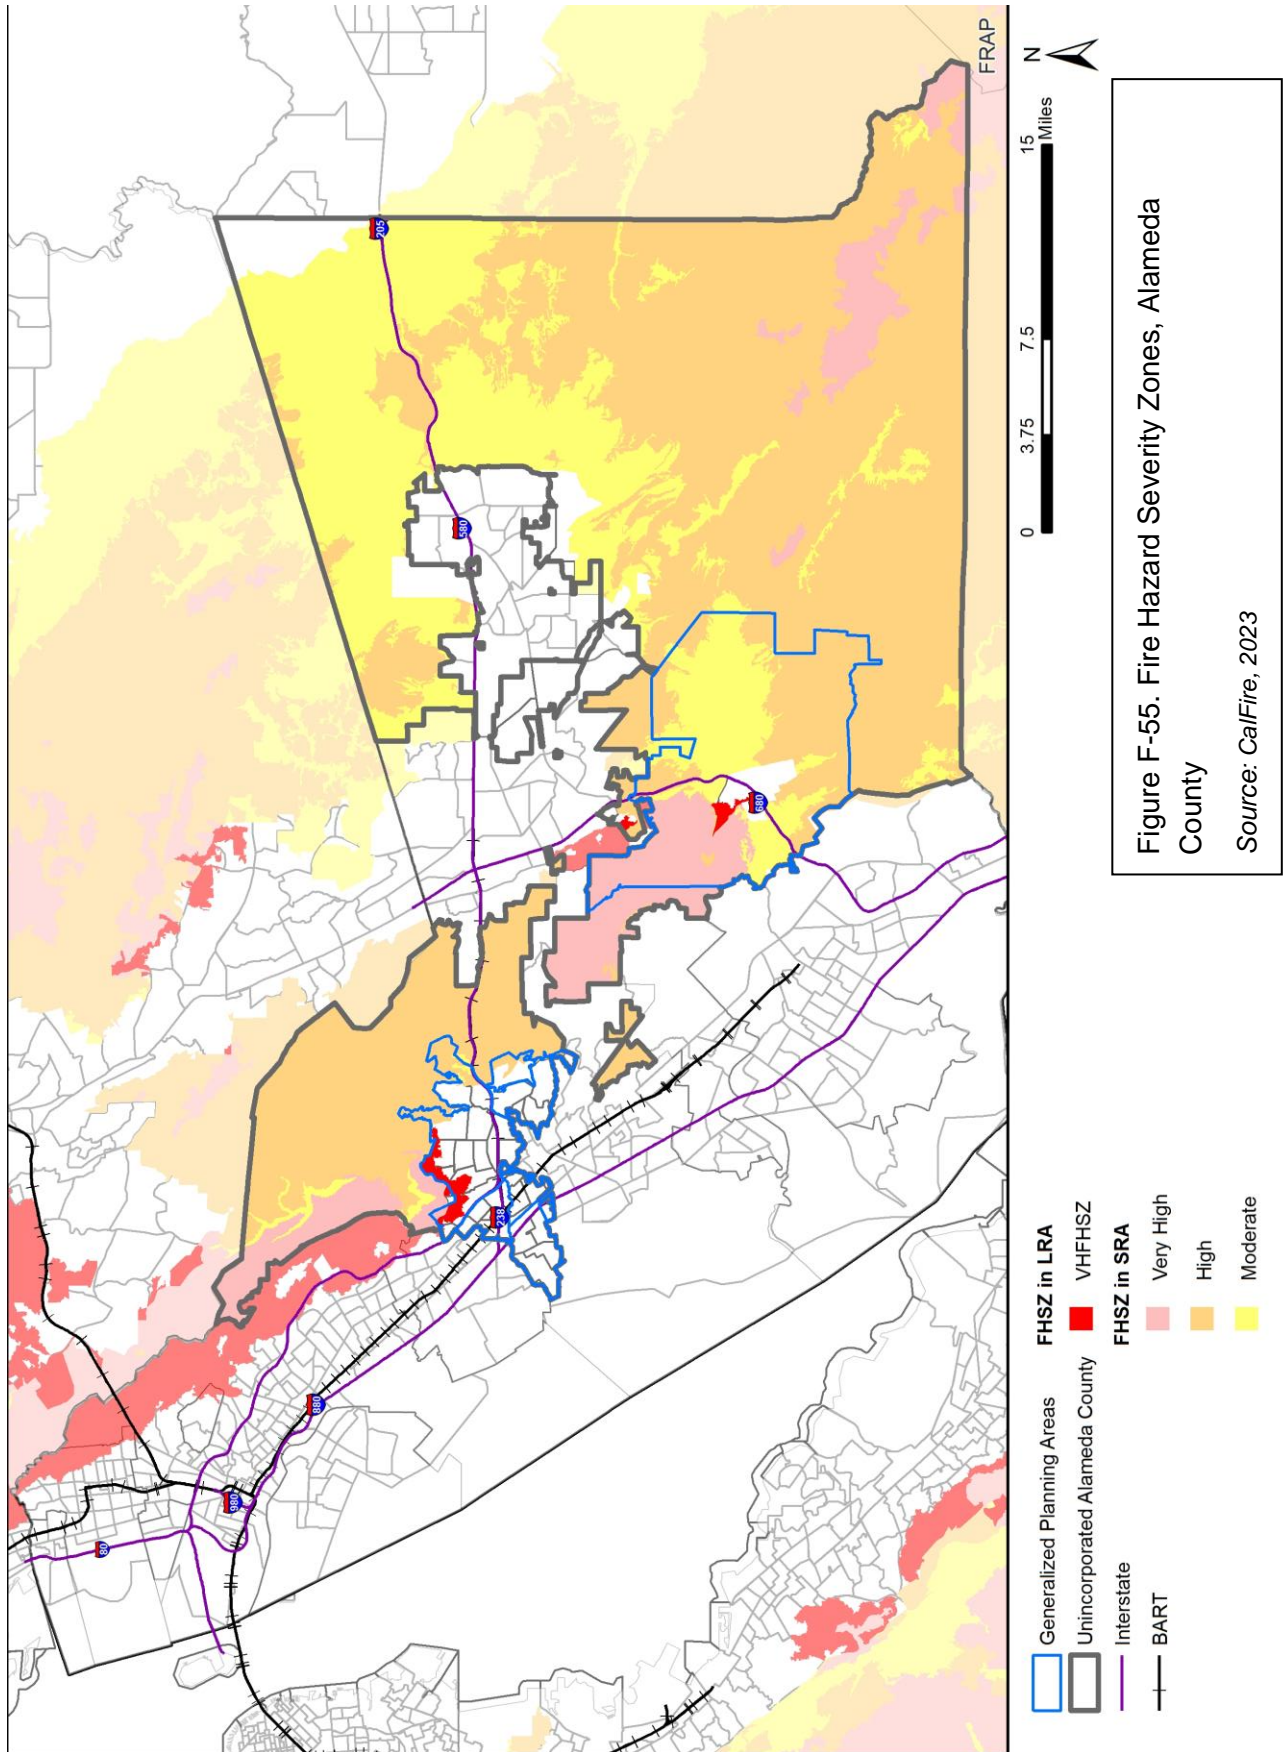 205
580
680
238
880
980
80
FRAP
N
0 3.75 7.5 15
Miles
Generalized Planning Areas
Unincorporated Alameda County
Interstate
BART
FHSZ in LRA
VHFHSZ
FHSZ in SRA
Very High
High
Moderate
Figure F-55. Fire Hazard Severity Zones, Alameda
County
Source: CalFire, 2023